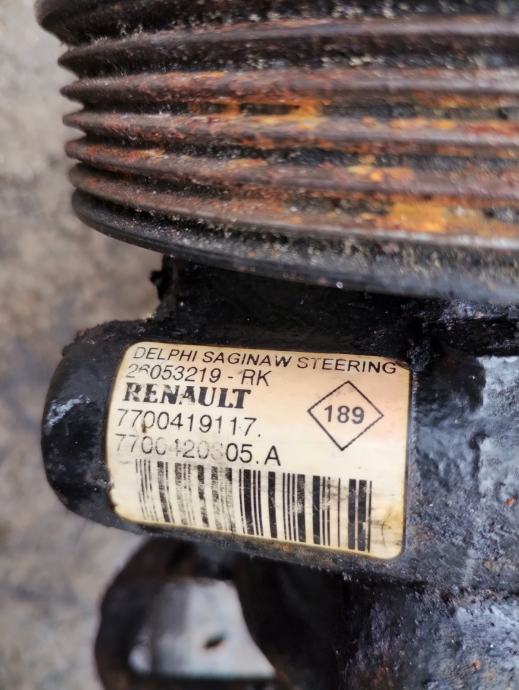 DELPHI SAGINAW STEERING
26053219 - RK
RENAULT
189
7700419117.